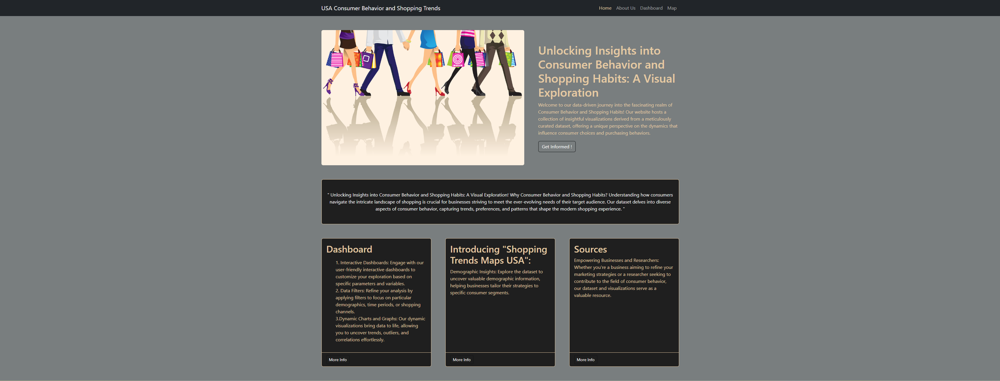 USA Consumer Behavior and Shopping Trends
Home About Us Dashboard Map
Unlocking Insights into
Consumer Behavior and
Shopping Habits: A Visual
Exploration
Welcome to our data-driven journey into the fascinating realm of
Consumer Behavior and Shopping Habits! Our website hosts a
collection of insightful visualizations derived from a meticulously
curated dataset, offering a unique perspective on the dynamics that
influence consumer choices and purchasing behaviors.
Get Informed !
" Unlocking Insights into Consumer Behavior and Shopping Habits: A Visual Exploration! Why Consumer Behavior and Shopping Habits? Understanding how consumers
navigate the intricate landscape of shopping is crucial for businesses striving to meet the ever-evolving needs of their target audience. Our dataset delves into diverse
aspects of consumer behavior, capturing trends, preferences, and patterns that shape the modern shopping experience. "
Dashboard
1. Interactive Dashboards: Engage with our
user-friendly interactive dashboards to
customize your exploration based on
specific parameters and variables.
2. Data Filters: Refine your analysis by
applying filters to focus on particular
demographics, time periods, or shopping
channels.
3.Dynamic Charts and Graphs: Our dynamic
visualizations bring data to life, allowing
you to uncover trends, outliers, and
correlations effortlessly.
More Info
Introducing "Shopping
Trends Maps USA":
Demographic Insights: Explore the dataset to
uncover valuable demographic information,
helping businesses tailor their strategies to
specific consumer segments.
More Info
Sources
Empowering Businesses and Researchers:
Whether you're a business aiming to refine your
marketing strategies or a researcher seeking to
contribute to the field of consumer behavior,
our dataset and visualizations serve as a
valuable resource.
More Info